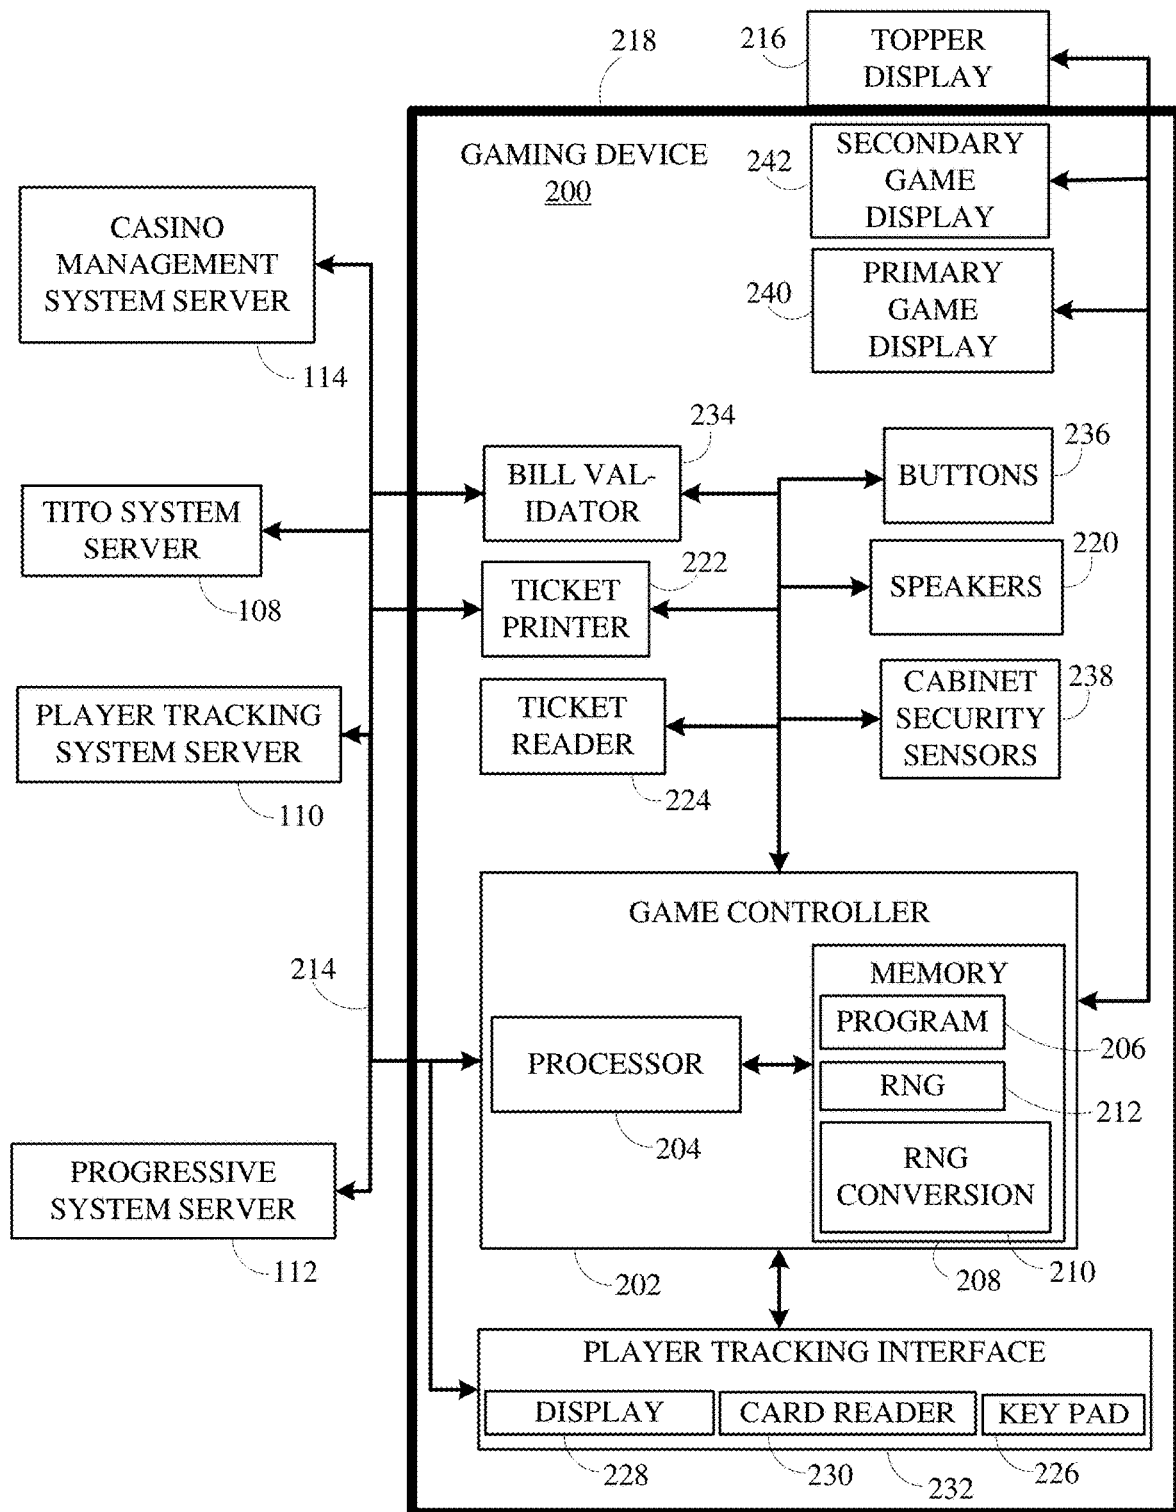 218
216
TOPPER
DISPLAY
GAMING DEVICE
200
242
SECONDARY
GAME
DISPLAY
240
PRIMARY
GAME
DISPLAY
CASINO
MANAGEMENT
SYSTEM SERVER
114
234
BILL VAL-
IDATOR
BUTTONS
236
TITO SYSTEM
SERVER
108
222
TICKET
PRINTER
220
SPEAKERS
PLAYER TRACKING
SYSTEM SERVER
110
TICKET
READER
224
CABINET
SECURITY
SENSORS
238
GAME CONTROLLER
214
MEMORY
PROGRAM
206
PROCESSOR
204
RNG
212
RNG
CONVERSION
PROGRESSIVE
SYSTEM SERVER
112
202
208
210
PLAYER TRACKING INTERFACE
DISPLAY
CARD READER
KEY PAD
228
230
232
226